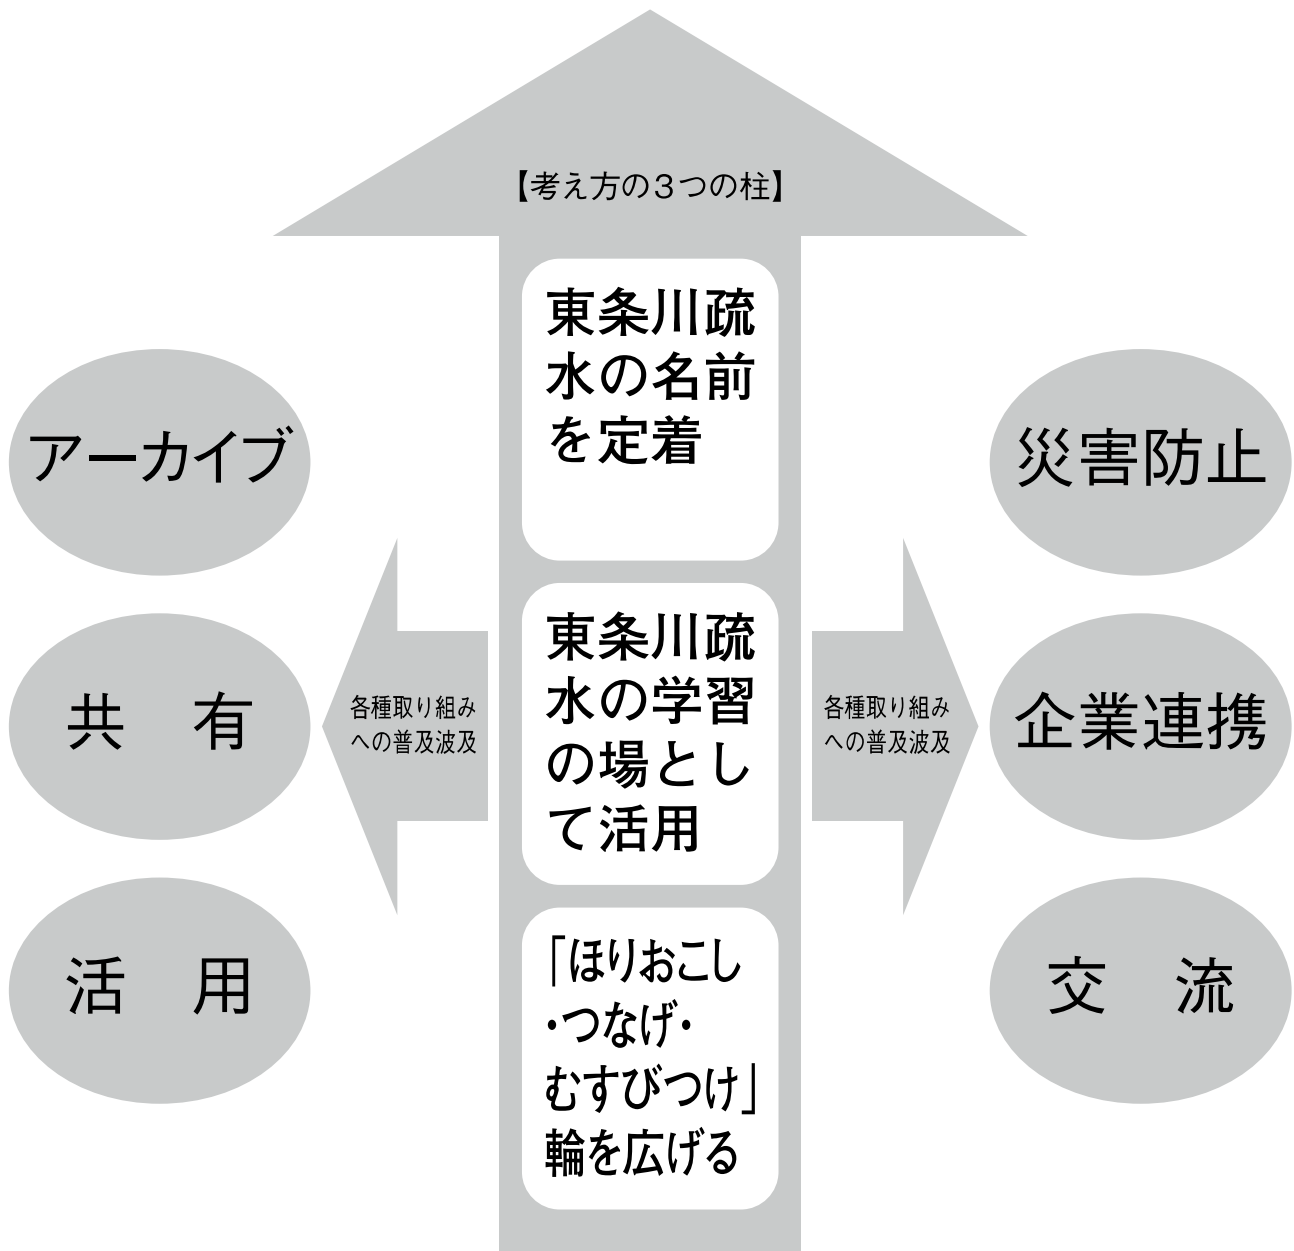 【考え方の３つの柱】
東条川疏
水の名前
を定着
アーカイブ
災害防止
東条川疏
水の学習
の場とし
て活用
共　有
各種取り組み
への普及波及
各種取り組み
への普及波及
企業連携
活　用
「ほりおこし
・つなげ・
むすびつけ」
輪を広げる
交　流